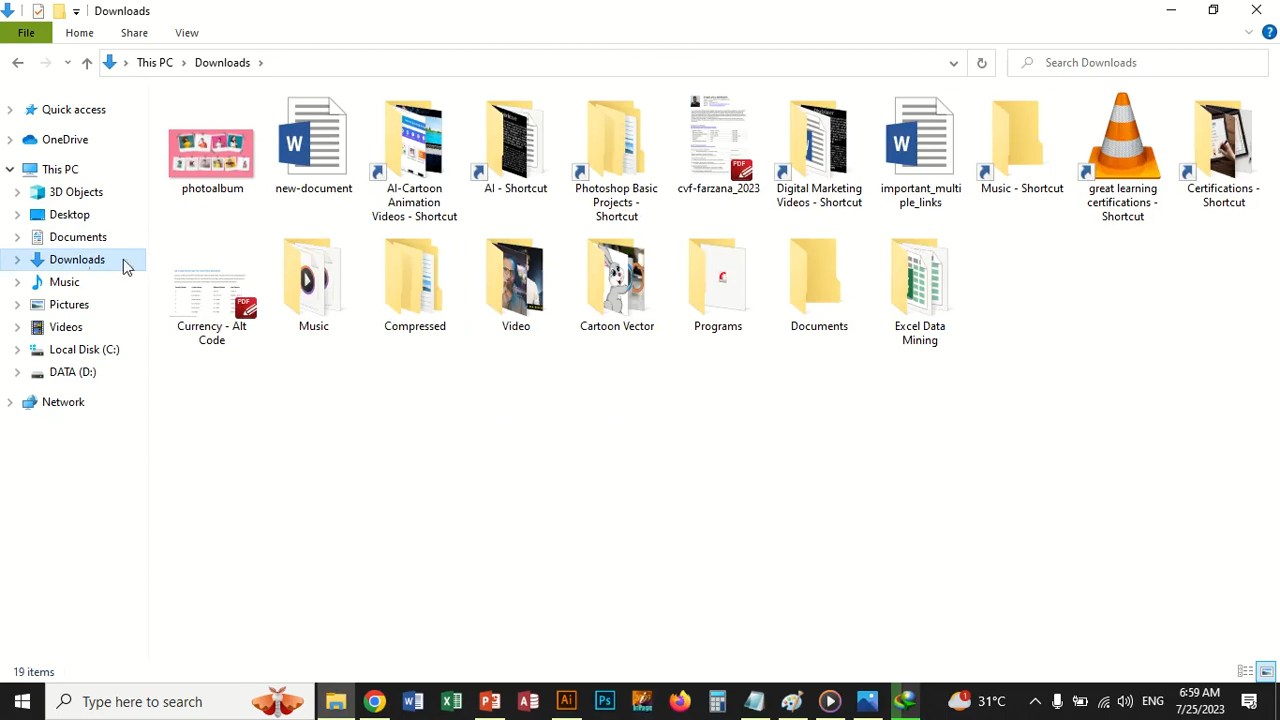 Downloads
File Home Share View
This PC Downloads
Search Downloads
Quick access
OneDrive
This PC
3D Objects
Desktop
Documents
Downloads
Music
Pictures
Videos
Local Disk (C:)
DATA (D:)
Network
photoalbum
new-document
AI-Cartoon
Animation
Videos - Shortcut
AI - Shortcut
Photoshop Basic
Projects -
Shortcut
cvf-farzana_2023
Digital Marketing
Videos - Shortcut
important_multi
ple_links
Music - Shortcut
great learning
certifications -
Shortcut
Certifications -
Shortcut
Currency - Alt
Code
Music
Compressed
Video
Cartoon Vector
Programs
Documents
Excel Data
Mining
PDF
PDF
19 items
Type here to search
31°C
ENG
6:59 AM
7/25/2023